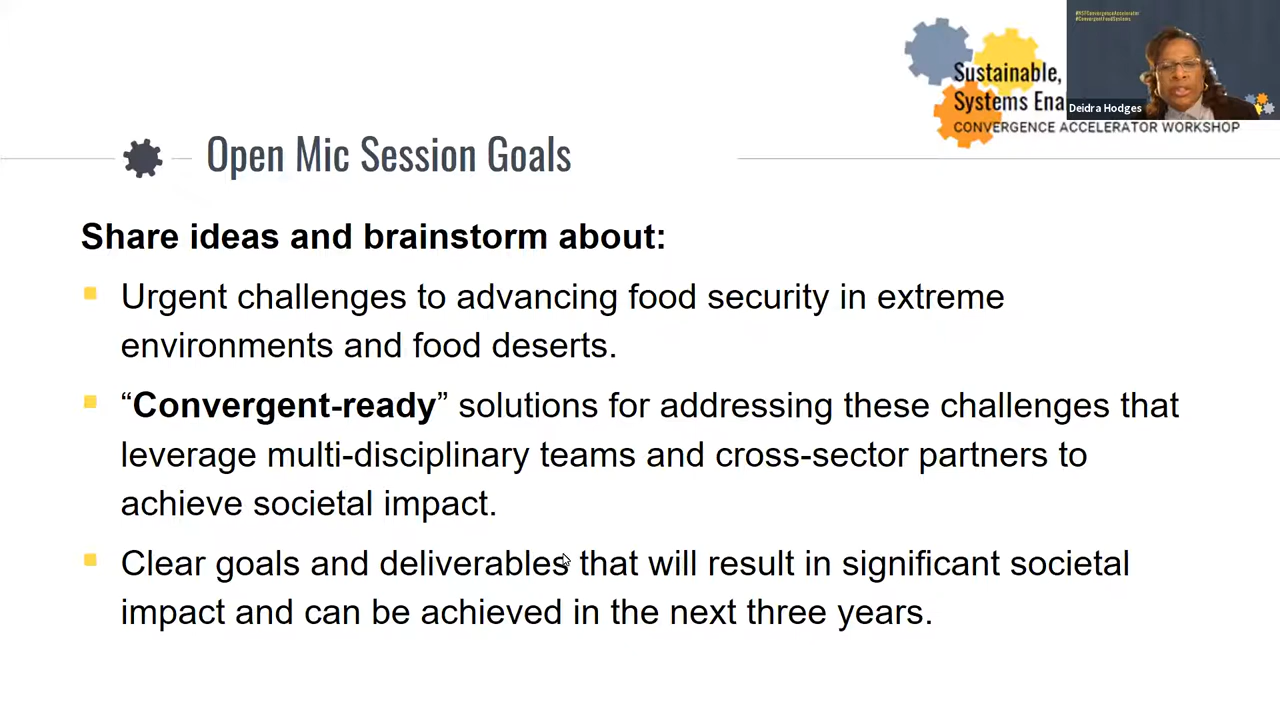 #NSFConvergenceAccelerator
#ConvergentFoodSystems
Sustainable,
Systems Ena
Deidra Hodges
CONVERGENCE ACCELERATOR WORKSHOP
Open Mic Session Goals
Share ideas and brainstorm about:
Urgent challenges to advancing food security in extreme
environments and food deserts.
“Convergent-ready” solutions for addressing these challenges that
leverage multi-disciplinary teams and cross-sector partners to
achieve societal impact.
Clear goals and deliverables that will result in significant societal
impact and can be achieved in the next three years.